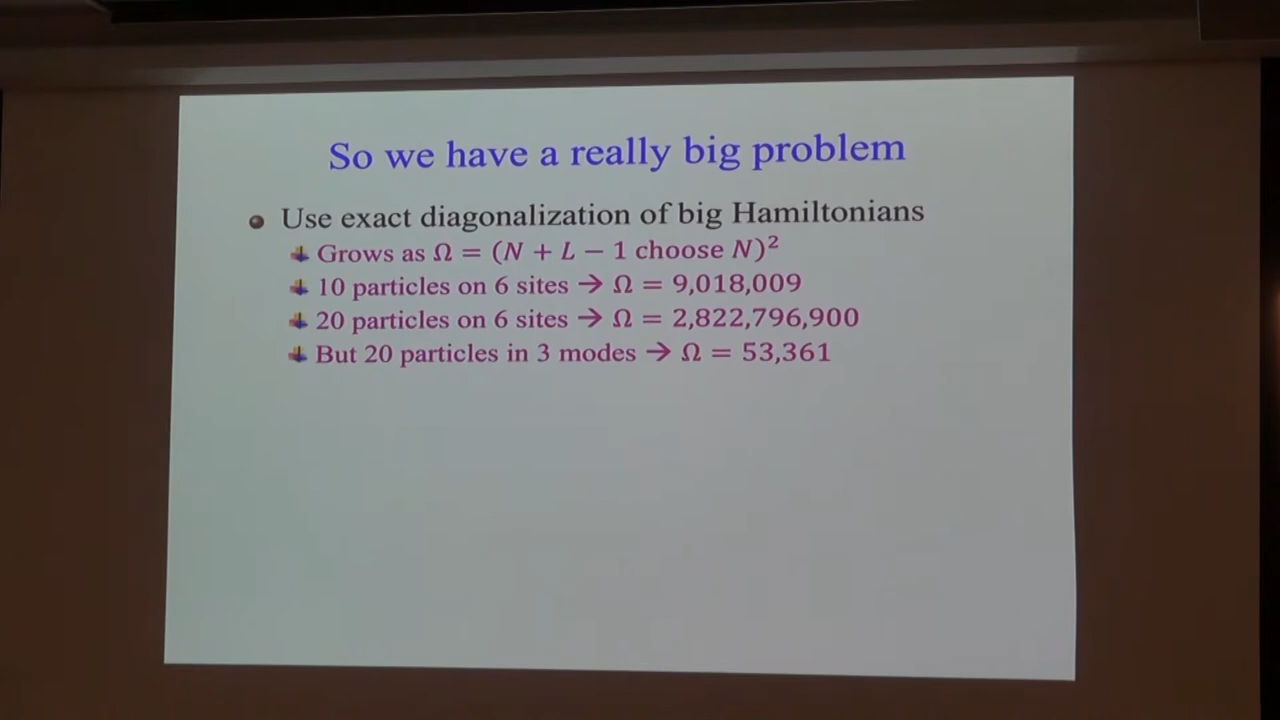 So we have a really big problem
Use exact diagonalization of big Hamiltonians
Grows as Ω = (N + L − 1 choose N)²
10 particles on 6 sites → Ω = 9,018,009
20 particles on 6 sites → Ω = 2,822,796,900
But 20 particles in 3 modes → Ω = 53,361